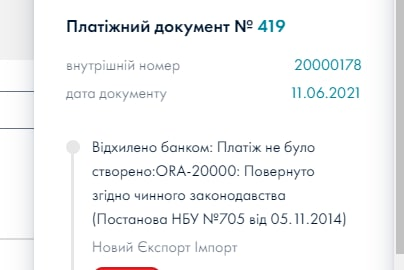 Платіжний документ № 419
внутрішній номер 20000178
дата документу 11.06.2021
Відхилено банком: Платіж не було
створено:ORA-20000: Повернуто
згідно чинного законодавства
(Постанова НБУ №705 від 05.11.2014)
Новий Єкспорт Імпорт